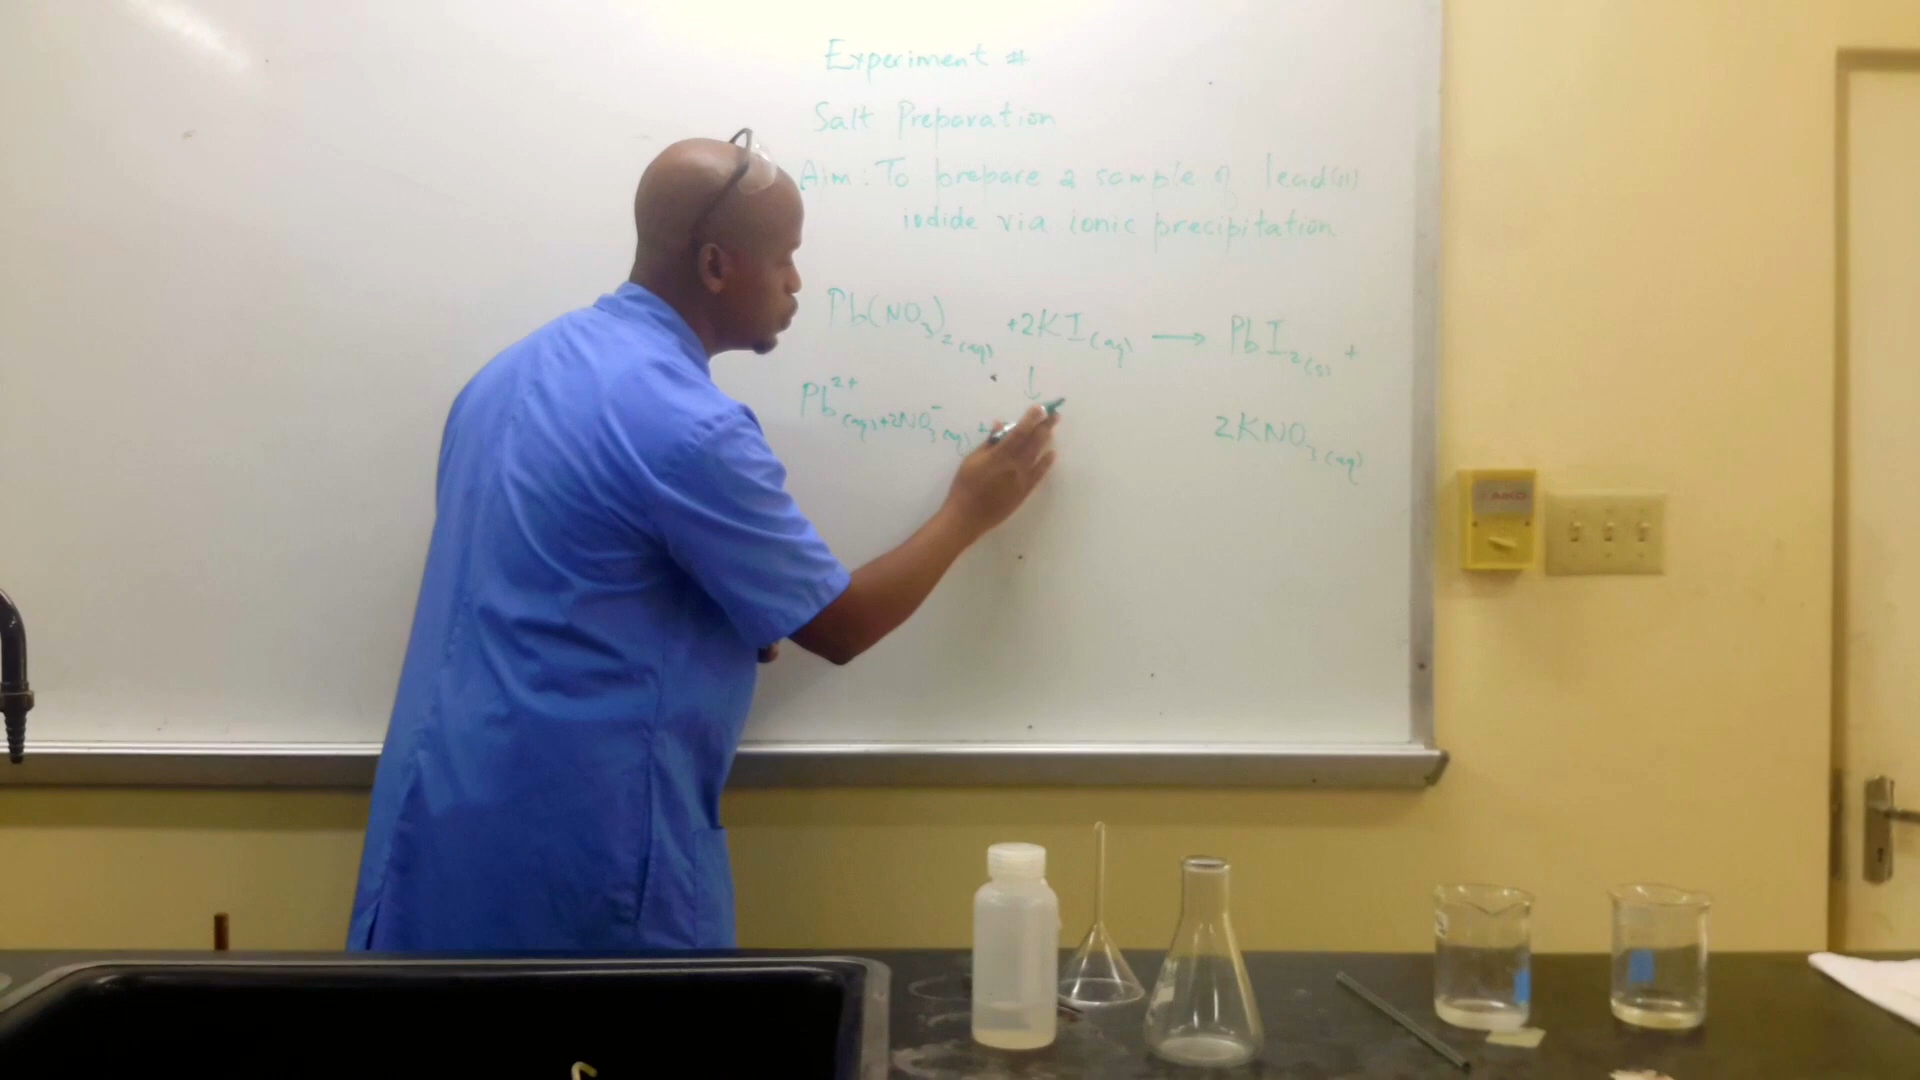 Experiment #
Salt Preparation
Aim: To prepare a sample of lead(II)
iodide via ionic precipitation
Pb(NO₃)₂(aq) + 2KI(aq) → PbI₂(s) +
2KNO₃(aq)
↓
Pb²⁺(aq) + 2NO₃⁻(aq) +